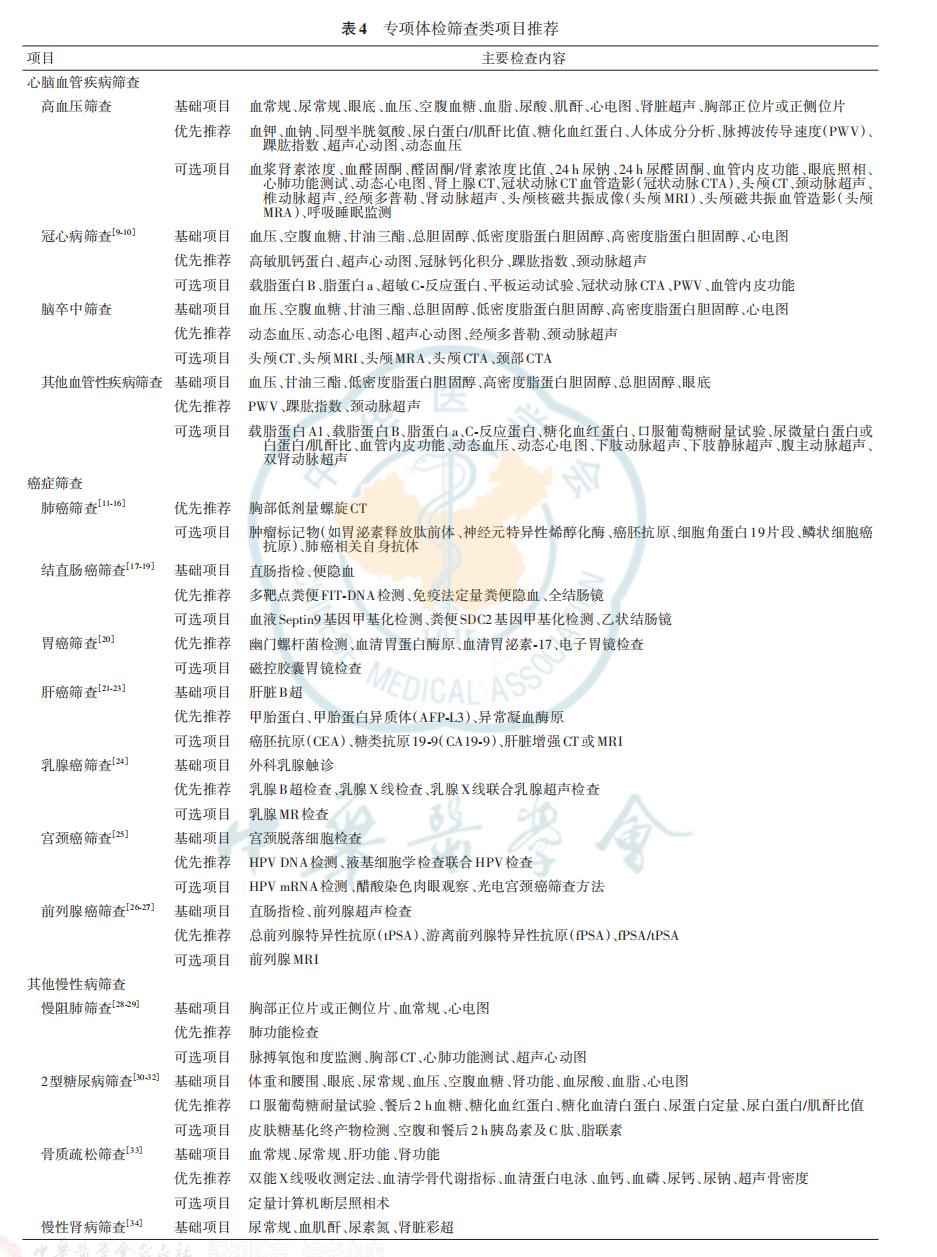 表4 专项体检筛查类项目推荐
项目 主要检查内容
心脑血管疾病筛查
高血压筛查 基础项目 血常规、尿常规、眼底、血压、空腹血糖、血脂、尿酸、肌酐、心电图、肾脏超声、胸部正位片或正侧位片
优先推荐 血钾、血钠、同型半胱氨酸、尿白蛋白/肌酐比值、糖化血红蛋白、人体成分分析、脉搏波传导速度(PWV)、
踝肱指数、超声心动图、动态血压
可选项目 血浆肾素浓度、血醛固酮、醛固酮/肾素浓度比值、24 h尿钠、24 h尿醛固酮、血管内皮功能、眼底照相、
心肺功能测试、动态心电图、肾上腺CT、冠状动脉CT血管造影(冠状动脉CTA)、头颅CT、颈动脉超声、
椎动脉超声、经颅多普勒、肾动脉超声、头颅核磁共振成像(头颅MRI)、头颅磁共振血管造影(头颅
MRA)、呼吸睡眠监测
冠心病筛查[9-10] 基础项目 血压、空腹血糖、甘油三酯、总胆固醇、低密度脂蛋白胆固醇、高密度脂蛋白胆固醇、心电图
优先推荐 高敏肌钙蛋白、超声心动图、冠脉钙化积分、踝肱指数、颈动脉超声
可选项目 载脂蛋白B、脂蛋白a、超敏C-反应蛋白、平板运动试验、冠状动脉CTA、PWV、血管内皮功能
脑卒中筛查 基础项目 血压、空腹血糖、甘油三酯、总胆固醇、低密度脂蛋白胆固醇、高密度脂蛋白胆固醇、心电图
优先推荐 动态血压、动态心电图、超声心动图、经颅多普勒、颈动脉超声
可选项目 头颅CT、头颅MRI、头颅MRA、头颅CTA、颈部CTA
其他血管性疾病筛查 基础项目 血压、甘油三酯、低密度脂蛋白胆固醇、高密度脂蛋白胆固醇、总胆固醇、眼底
优先推荐 PWV、踝肱指数、颈动脉超声
可选项目 载脂蛋白A1、载脂蛋白B、脂蛋白a、C-反应蛋白、糖化血红蛋白、口服葡萄糖耐量试验、尿微量白蛋白或
白蛋白/肌酐比、血管内皮功能、动态血压、动态心电图、下肢动脉超声、下肢静脉超声、腹主动脉超声、
双肾动脉超声
癌症筛查
肺癌筛查[11-16] 优先推荐 胸部低剂量螺旋CT
可选项目 肿瘤标记物(如胃泌素释放肽前体、神经元特异性烯醇化酶、癌胚抗原、细胞角蛋白19片段、鳞状细胞癌
抗原)、肺癌相关自身抗体
结直肠癌筛查[17-19] 基础项目 直肠指检、便隐血
优先推荐 多靶点粪便FIT-DNA检测、免疫法定量粪便隐血、全结肠镜
可选项目 血液Septin9基因甲基化检测、粪便SDC2基因甲基化检测、乙状结肠镜
胃癌筛查[20] 优先推荐 幽门螺杆菌检测、血清胃蛋白酶原、血清胃泌素-17、电子胃镜检查
可选项目 磁控胶囊胃镜检查
肝癌筛查[21-23] 基础项目 肝脏B超
优先推荐 甲胎蛋白、甲胎蛋白异质体(AFP-L3)、异常凝血酶原
可选项目 癌胚抗原(CEA)、糖类抗原19-9(CA19-9)、肝脏增强CT或MRI
乳腺癌筛查[24] 基础项目 外科乳腺触诊
优先推荐 乳腺B超检查、乳腺X线检查、乳腺X线联合乳腺超声检查
可选项目 乳腺MR检查
宫颈癌筛查[25] 基础项目 宫颈脱落细胞检查
优先推荐 HPV DNA检测、液基细胞学检查联合HPV检查
可选项目 HPV mRNA检测、醋酸染色肉眼观察、光电宫颈癌筛查方法
前列腺癌筛查[26-27] 基础项目 直肠指检、前列腺超声检查
优先推荐 总前列腺特异性抗原(tPSA)、游离前列腺特异性抗原(fPSA)、fPSA/tPSA
可选项目 前列腺MRI
其他慢性病筛查
慢阻肺筛查[28-29] 基础项目 胸部正位片或正侧位片、血常规、心电图
优先推荐 肺功能检查
可选项目 脉搏氧饱和度监测、胸部CT、心肺功能测试、超声心动图
2型糖尿病筛查[30-32] 基础项目 体重和腰围、眼底、尿常规、血压、空腹血糖、肾功能、血尿酸、血脂、心电图
优先推荐 口服葡萄糖耐量试验、餐后2 h血糖、糖化血红蛋白、糖化血清白蛋白、尿蛋白定量、尿白蛋白/肌酐比值
可选项目 皮肤糖基化终产物检测、空腹和餐后2 h胰岛素及C肽、脂联素
骨质疏松筛查[33] 基础项目 血常规、尿常规、肝功能、肾功能
优先推荐 双能X线吸收测定法、血清学骨代谢指标、血清蛋白电泳、血钙、血磷、尿钙、尿钠、超声骨密度
可选项目 定量计算机断层照相术
慢性肾病筛查[34] 基础项目 尿常规、血肌酐、尿素氮、肾脏彩超
中华医学会
CHINESE MEDICAL ASSOCIATION
1915
中華醫學會